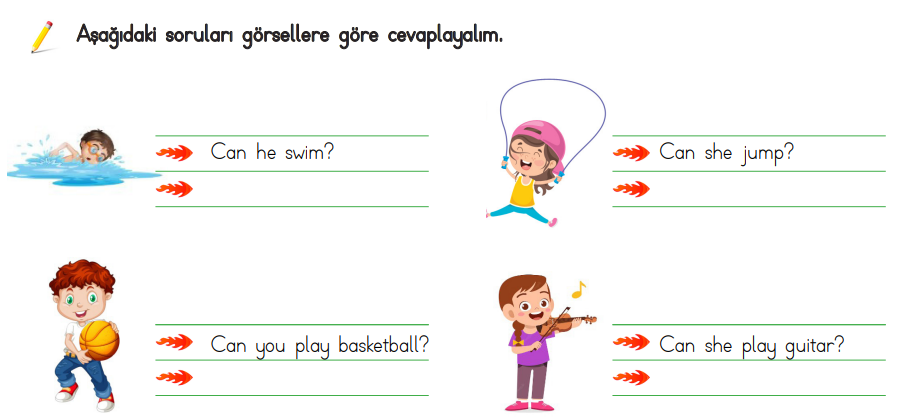 Aşağıdaki soruları görsellere göre cevaplayalım.
Can he swim?
Can she jump?
Can you play basketball?
Can she play guitar?